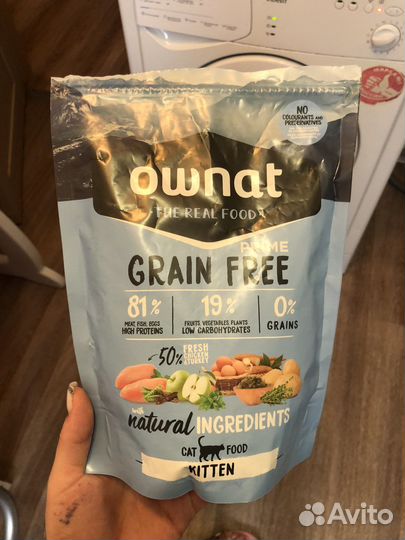 NO
COLOURANTS AND
PRESERVATIVES
ownat
THE REAL FOOD
PRIME
GRAIN FREE
81% 19% 0%
MEAT, FISH, EGGS FRUITS, VEGETABLES, PLANTS GRAINS
HIGH PROTEINS LOW CARBOHYDRATES
50% FRESH
CHICKEN
& TURKEY
with
natural INGREDIENTS
CAT FOOD
KITTEN
Avito